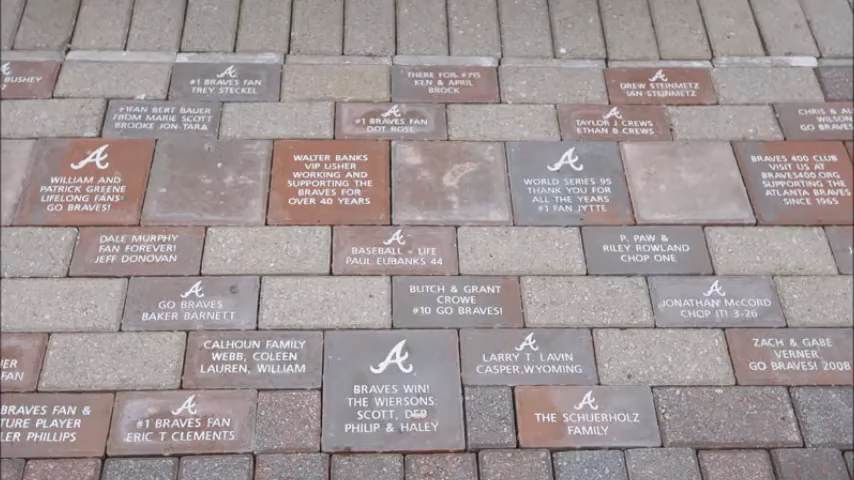 BUSHEY
#1 BRAVES FAN
TREY STECKEL
THERE FOR #715
KEN & APRIL
BROCK
DREW STEINMETZ
IAN STEINMETZ
#1 FAN BERT BAUER
FROM MARIE SCOTT
BROOKE JON TARA
#1 BRAVES FAN
DOT ROSE
TAYLOR J CREWS
ETHAN B CREWS
CHRIS &
WILSON
GO BRAVES
WILLIAM AND
PATRICK GREENE
LIFELONG FANS
GO BRAVES!
WALTER BANKS
VIP USHER
WORKING AND
SUPPORTING THE
BRAVES FOR
OVER 40 YEARS
WORLD SERIES 95
THANK YOU FOR
ALL THE YEARS
#1 FAN JYTTE
BRAVES 400 CLUB
VISIT US AT
BRAVES400.ORG
SUPPORTING THE
ATLANTA BRAVES
SINCE 1965
DALE MURPHY
FAN FOREVER!
JEFF DONOVAN
BASEBALL = LIFE
PAUL EUBANKS 44
P. PAW &
RILEY ROWLAND
CHOP ONE
GO BRAVES
BAKER BARNETT
BUTCH & GRANT
CROWE
#10 GO BRAVES!
JONATHAN McCORD
CHOP IT! 3-26
FAN
CALHOUN FAMILY
WEBB, COLEEN
LAUREN, WILLIAM
BRAVES WIN!
THE WIERSONS:
SCOTT, DEB
PHILIP & HALEY
LARRY T. LAVIN
CASPER, WYOMING
ZACH & GABE
VERNER
GO BRAVES! 2008
BRAVES FAN &
TURE PLAYER
LER PHILLIPS
#1 BRAVES FAN
ERIC T CLEMENTS
THE SCHUERHOLZ
FAMILY